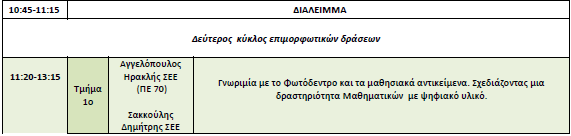 10:45-11:15 ΔΙΑΛΕΙΜΜΑ
Δεύτερος κύκλος επιμορφωτικών δράσεων
11:20-13:15
Τμήμα
1ο
Αγγελόπουλος
Ηρακλής ΣΕΕ
(ΠΕ 70)
Σακκούλης
Δημήτρης ΣΕΕ
Γνωριμία με το Φωτόδεντρο και τα μαθησιακά αντικείμενα. Σχεδιάζοντας μια
δραστηριότητα Μαθηματικών με ψηφιακό υλικό.